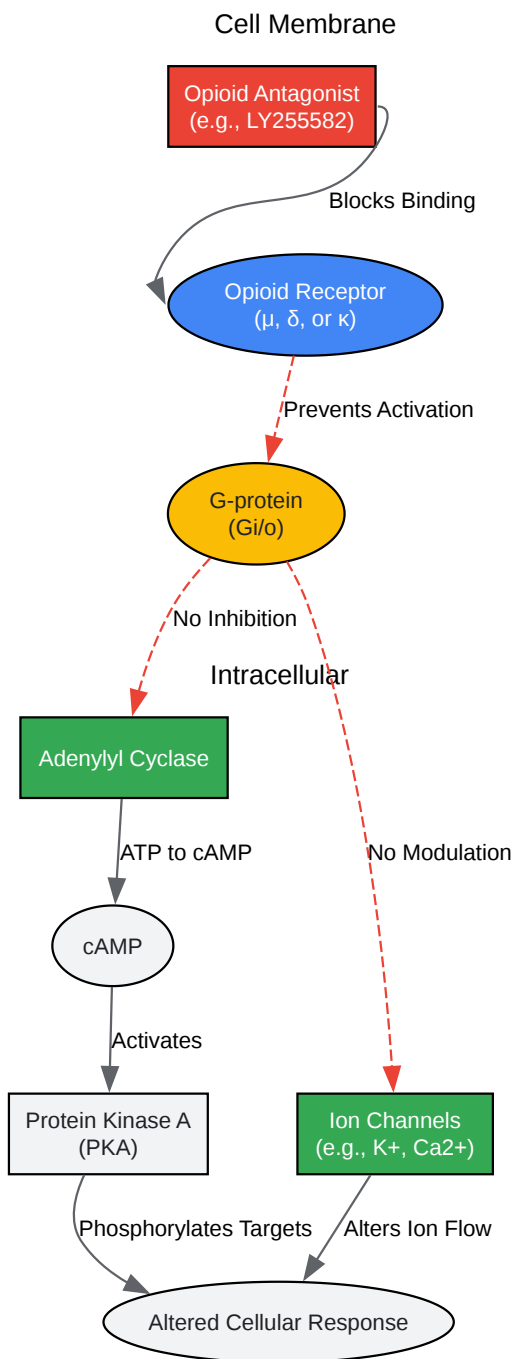 Cell Membrane
Opioid Antagonist
(e.g., LY255582)
Blocks Binding
Opioid Receptor
(μ, δ, or κ)
Prevents Activation
G-protein
(Gi/o)
No Inhibition
Intracellular
Adenylyl Cyclase
ATP to cAMP
No Modulation
cAMP
Activates
Protein Kinase A
(PKA)
Ion Channels
(e.g., K+, Ca2+)
Phosphorylates Targets
Alters Ion Flow
Altered Cellular Response